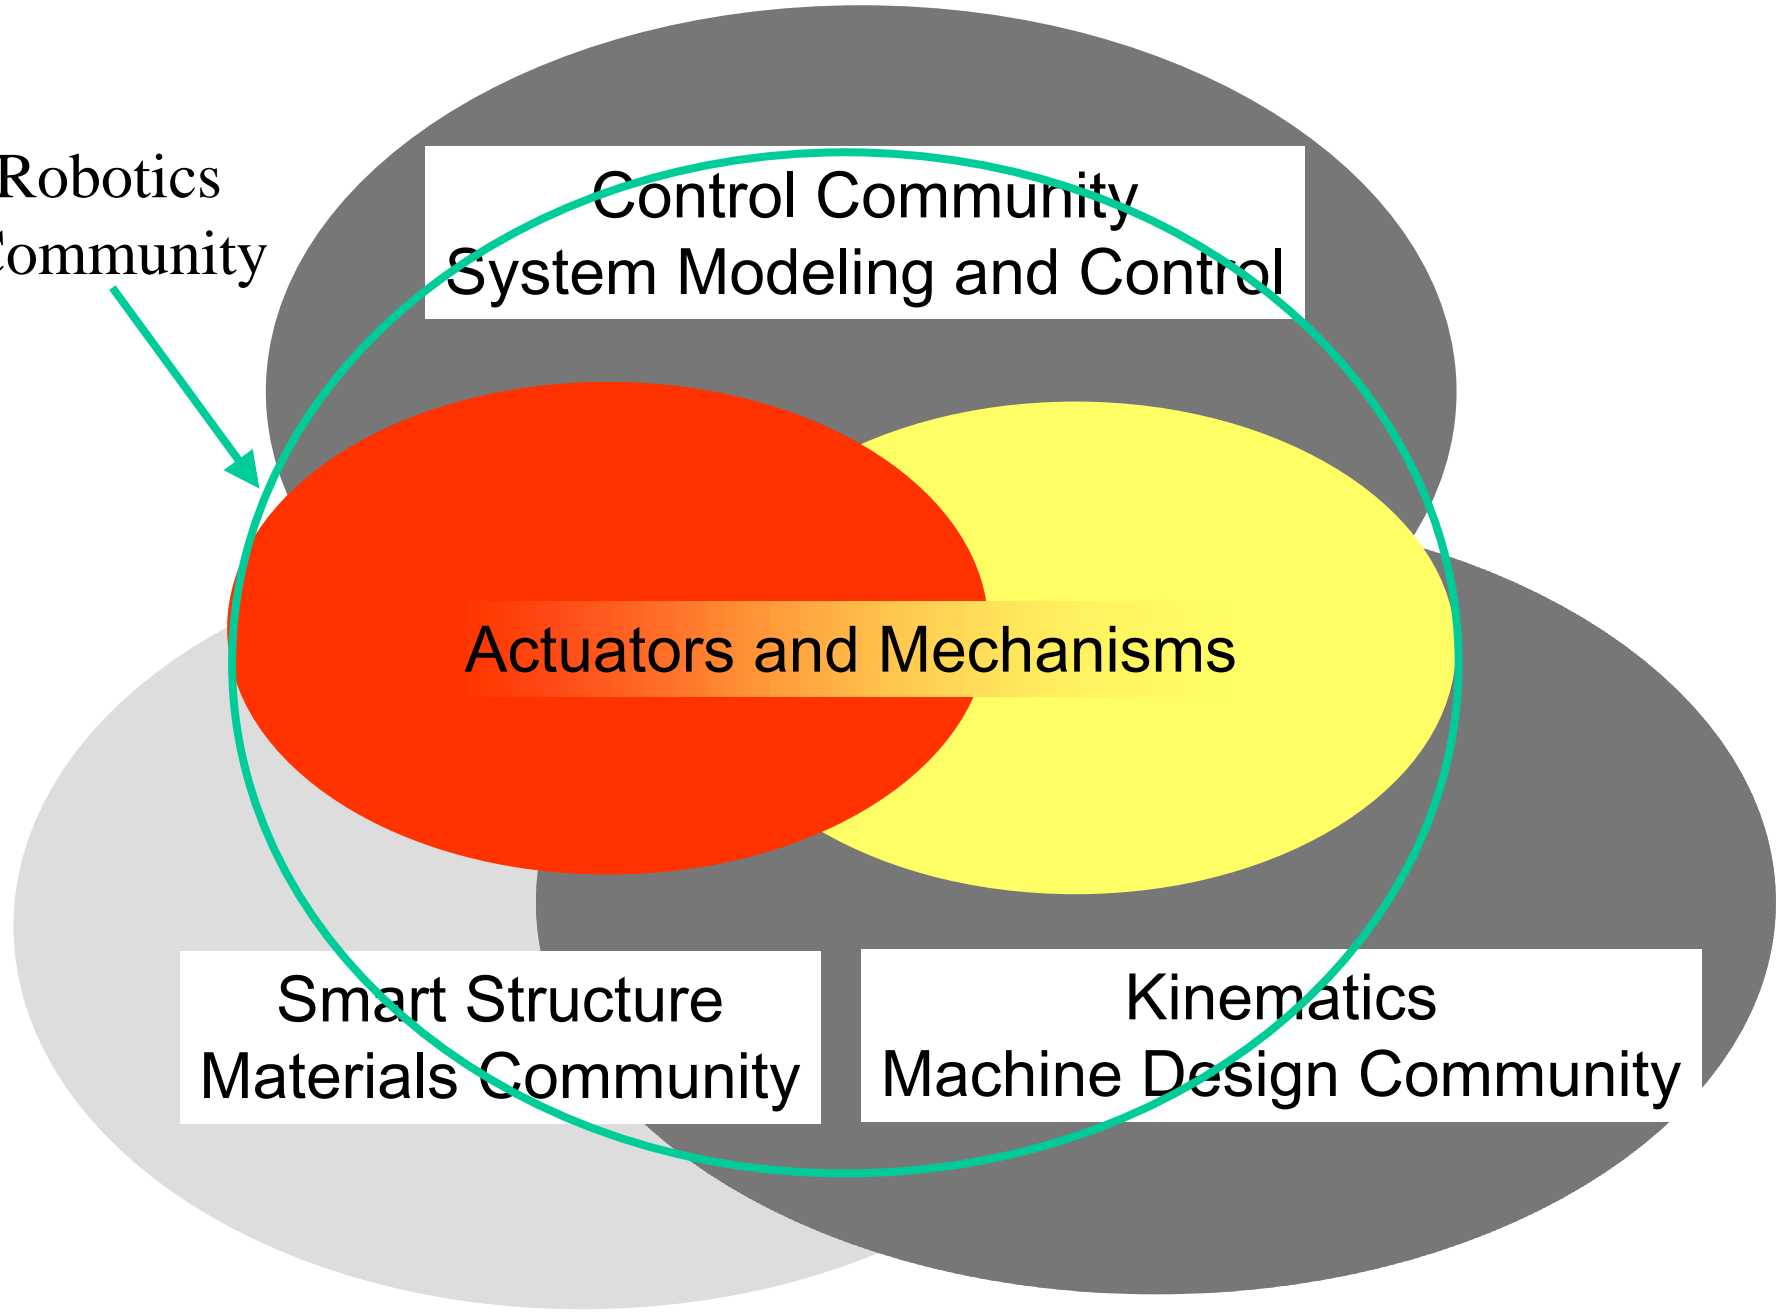 Robotics
Community
Control Community
System Modeling and Control
Actuators and Mechanisms
Smart Structure
Materials Community
Kinematics
Machine Design Community